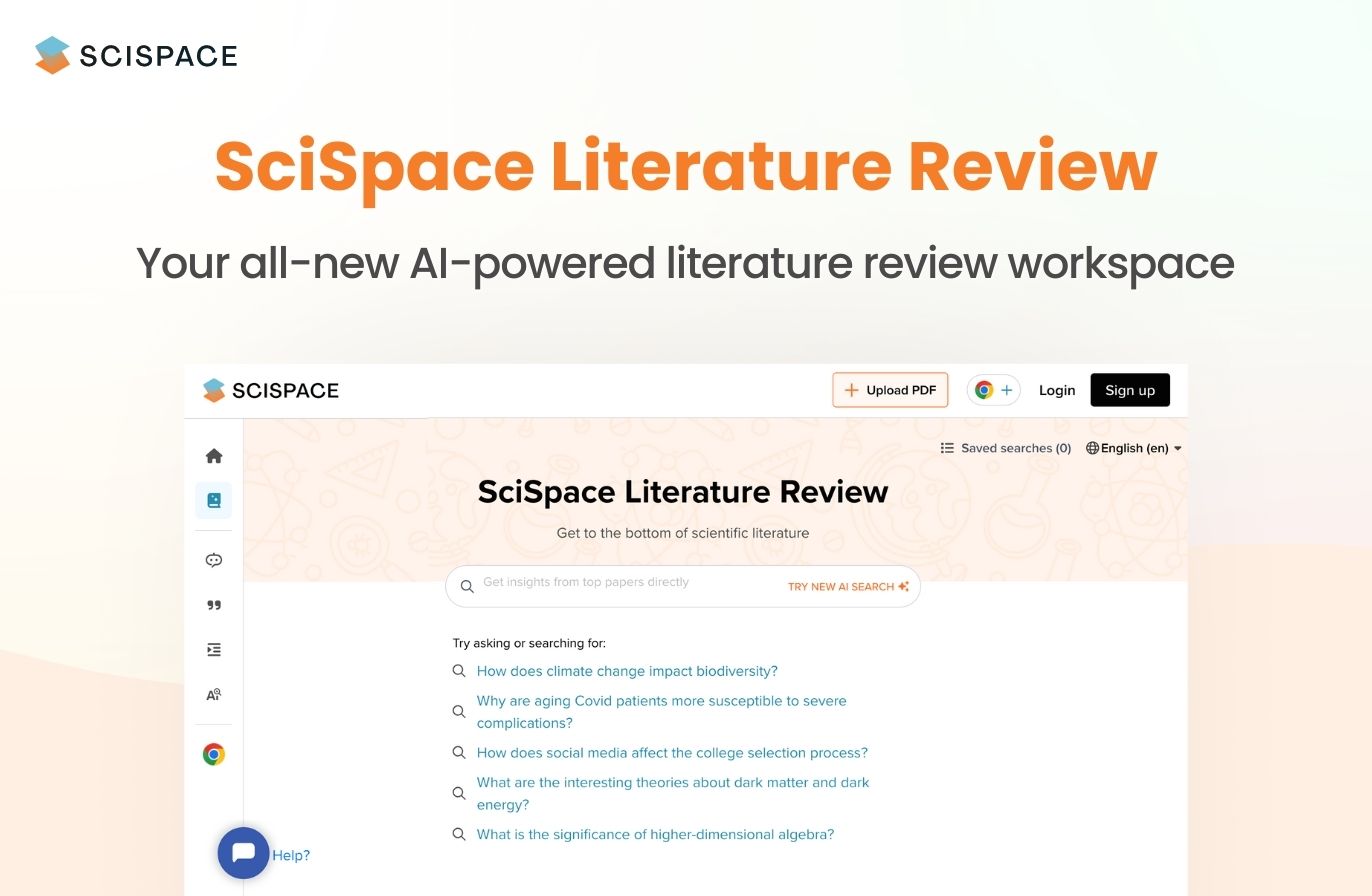 SCISPACE
SciSpace Literature Review
Your all-new AI-powered literature review workspace
SCISPACE
+ Upload PDF
+
Login
Sign up
Saved searches (0)
English (en)
SciSpace Literature Review
Get to the bottom of scientific literature
Get insights from top papers directly
TRY NEW AI SEARCH
Try asking or searching for:
How does climate change impact biodiversity?
Why are aging Covid patients more susceptible to severe
complications?
How does social media affect the college selection process?
What are the interesting theories about dark matter and dark
energy?
What is the significance of higher-dimensional algebra?
Ai
Help?